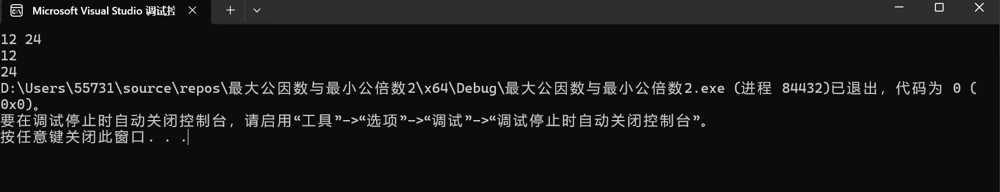 Microsoft Visual Studio 调试控
12 24
12
24
D:\Users\55731\source\repos\最大公因数与最小公倍数2\x64\Debug\最大公因数与最小公倍数2.exe (进程 84432)已退出，代码为 0 (
0x0)。
要在调试停止时自动关闭控制台，请启用“工具”->“选项”->“调试”->“调试停止时自动关闭控制台”。
按任意键关闭此窗口. . .